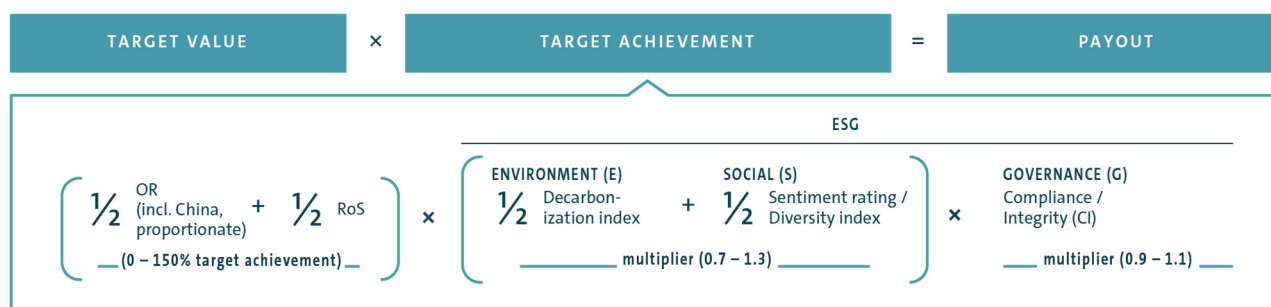 TARGET VALUE × TARGET ACHIEVEMENT = PAYOUT
ESG
ENVIRONMENT (E) SOCIAL (S) GOVERNANCE (G)
½ OR
(incl. China,
proportionate)
+ ½ RoS
×
½ Decarbon-
ization index
+ ½ Sentiment rating /
Diversity index
×
Compliance /
Integrity (CI)
(0 – 150% target achievement)
multiplier (0.7 – 1.3)
multiplier (0.9 – 1.1)